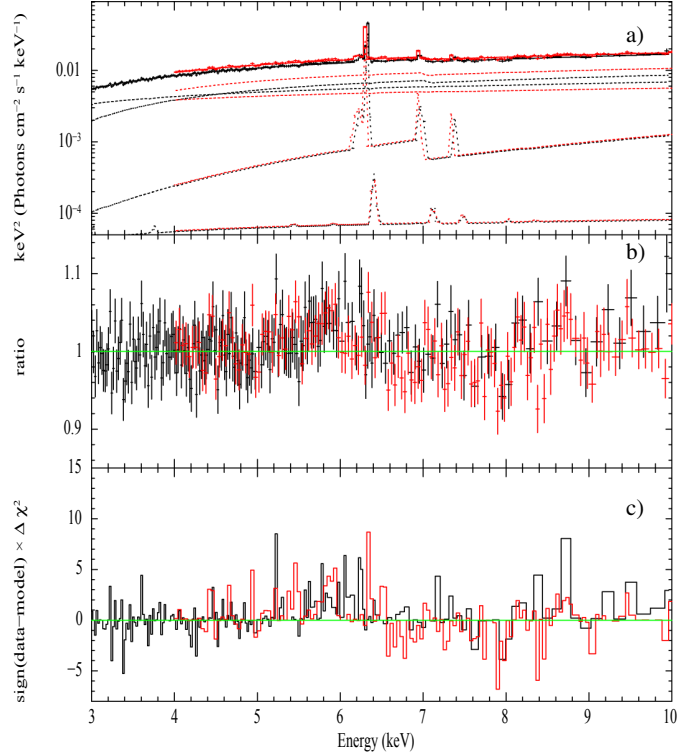 a)
0.01
10⁻³
10⁻⁴
keV² (Photons cm⁻² s⁻¹ keV⁻¹)
b)
1.1
1
0.9
ratio
15
c)
10
5
0
−5
sign(data−model) × Δ χ²
3 4 5 6 7 8 9 10
Energy (keV)